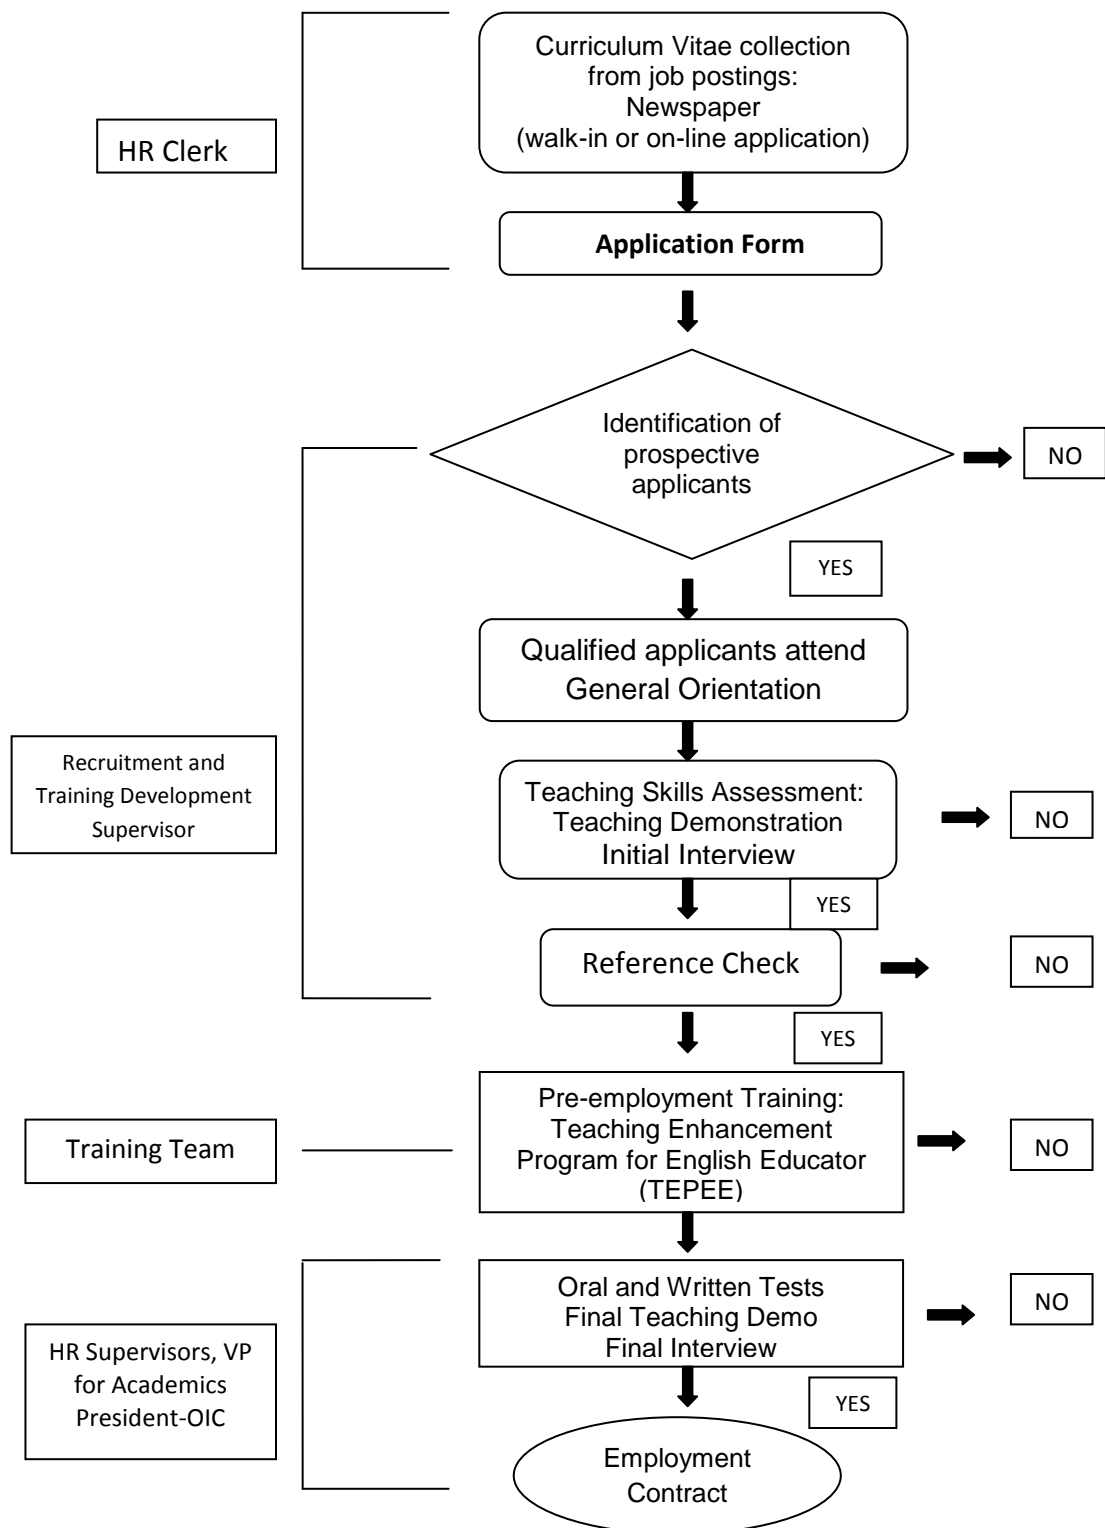 Curriculum Vitae collection
from job postings:
Newspaper
(walk-in or on-line application)
HR Clerk
Application Form
Identification of
prospective
applicants
NO
YES
Qualified applicants attend
General Orientation
Recruitment and
Training Development
Supervisor
Teaching Skills Assessment:
Teaching Demonstration
Initial Interview
NO
YES
Reference Check
NO
YES
Training Team
Pre-employment Training:
Teaching Enhancement
Program for English Educator
(TEPEE)
NO
Oral and Written Tests
Final Teaching Demo
Final Interview
NO
HR Supervisors, VP
for Academics
President-OIC
YES
Employment
Contract